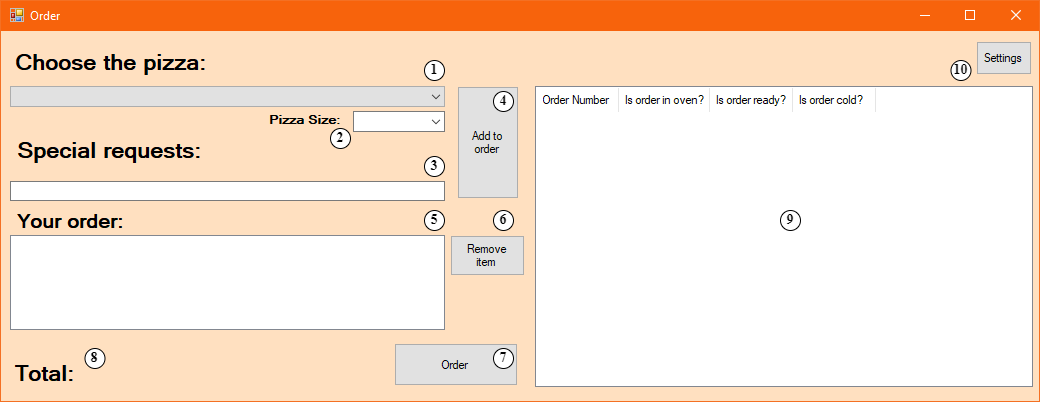 Order
Settings
Choose the pizza:
1
10
4
Order Number Is order in oven? Is order ready? Is order cold?
Pizza Size:
2
Add to
order
Special requests:
3
Your order:
5
6
9
Remove
item
8
7
Order
Total: